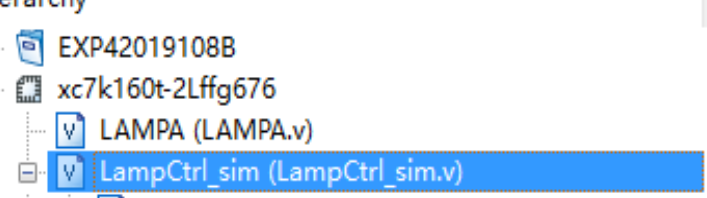 EXP42019108B
xc7k160t-2Lffg676
LAMPA (LAMPA.v)
LampCtrl_sim (LampCtrl_sim.v)